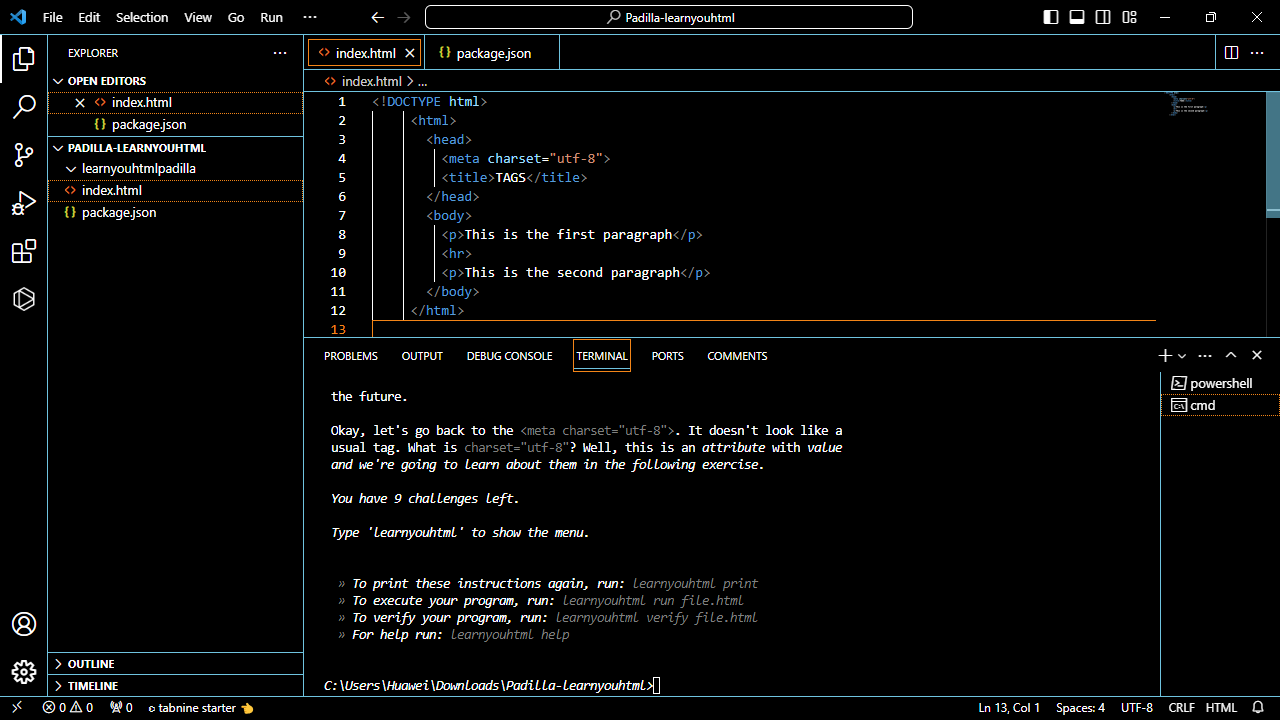 File Edit Selection View Go Run ··· Padilla-learnyouhtml
EXPLORER ···
OPEN EDITORS
index.html
package.json
PADILLA-LEARNYOUHTML
learnyouhtmlpadilla
index.html
package.json
OUTLINE
TIMELINE
index.html package.json
index.html > ...
1 <!DOCTYPE html>
2 <html>
3 <head>
4 <meta charset="utf-8">
5 <title>TAGS</title>
6 </head>
7 <body>
8 <p>This is the first paragraph</p>
9 <hr>
10 <p>This is the second paragraph</p>
11 </body>
12 </html>
13
PROBLEMS OUTPUT DEBUG CONSOLE TERMINAL PORTS COMMENTS
the future.
Okay, let's go back to the <meta charset="utf-8">. It doesn't look like a
usual tag. What is charset="utf-8"? Well, this is an attribute with value
and we're going to learn about them in the following exercise.
You have 9 challenges left.
Type 'learnyouhtml' to show the menu.
» To print these instructions again, run: learnyouhtml print
» To execute your program, run: learnyouhtml run file.html
» To verify your program, run: learnyouhtml verify file.html
» For help run: learnyouhtml help
C:\Users\Huawei\Downloads\Padilla-learnyouhtml>
powershell
cmd
0 0 0 tabnine starter 👈 Ln 13, Col 1 Spaces: 4 UTF-8 CRLF HTML